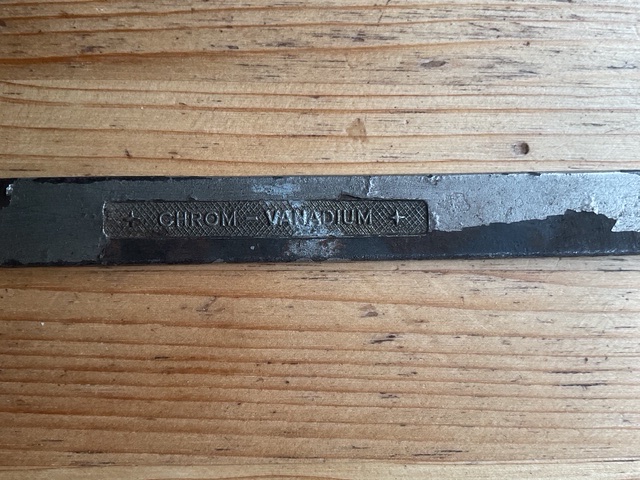 + CHROM - VANADIUM +